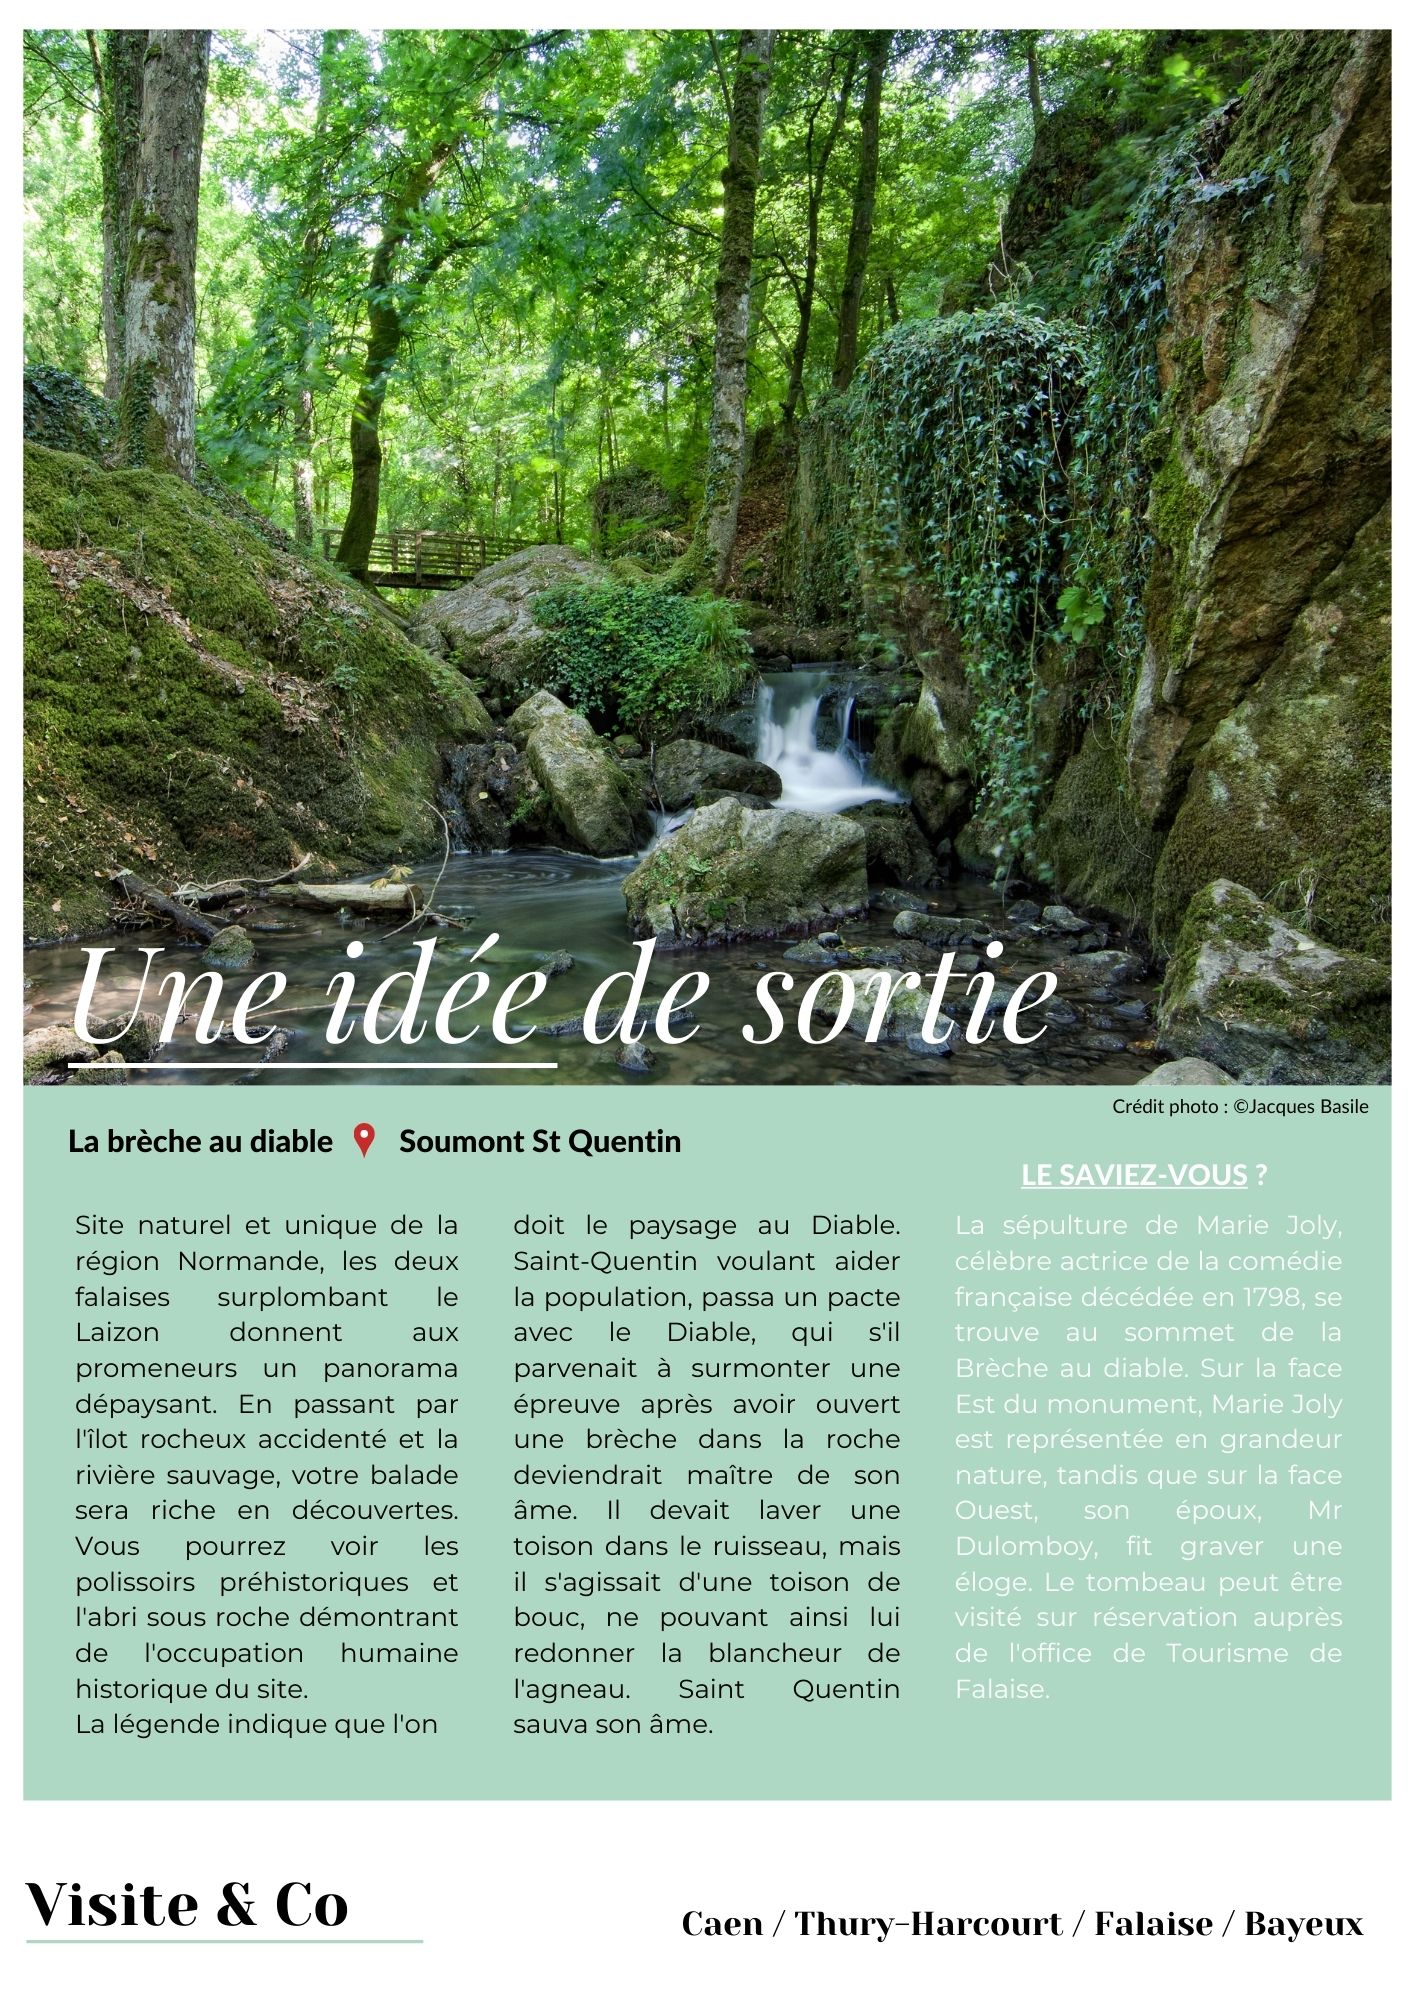 Une idée de sortie
Crédit photo : ©Jacques Basile
La brèche au diable Soumont St Quentin
Site naturel et unique de la
région Normande, les deux
falaises surplombant le
Laizon donnent aux
promeneurs un panorama
dépaysant. En passant par
l'îlot rocheux accidenté et la
rivière sauvage, votre balade
sera riche en découvertes.
Vous pourrez voir les
polissoirs préhistoriques et
l'abri sous roche démontrant
de l'occupation humaine
historique du site.
La légende indique que l'on
doit le paysage au Diable.
Saint-Quentin voulant aider
la population, passa un pacte
avec le Diable, qui s'il
parvenait à surmonter une
épreuve après avoir ouvert
une brèche dans la roche
deviendrait maître de son
âme. Il devait laver une
toison dans le ruisseau, mais
il s'agissait d'une toison de
bouc, ne pouvant ainsi lui
redonner la blancheur de
l'agneau. Saint Quentin
sauva son âme.
LE SAVIEZ-VOUS ?
La sépulture de Marie Joly,
célèbre actrice de la comédie
française décédée en 1798, se
trouve au sommet de la
Brèche au diable. Sur la face
Est du monument, Marie Joly
est représentée en grandeur
nature, tandis que sur la face
Ouest, son époux, Mr
Dulomboy, fit graver une
éloge. Le tombeau peut être
visité sur réservation auprès
de l'office de Tourisme de
Falaise.
Visite & Co
Caen / Thury-Harcourt / Falaise / Bayeux